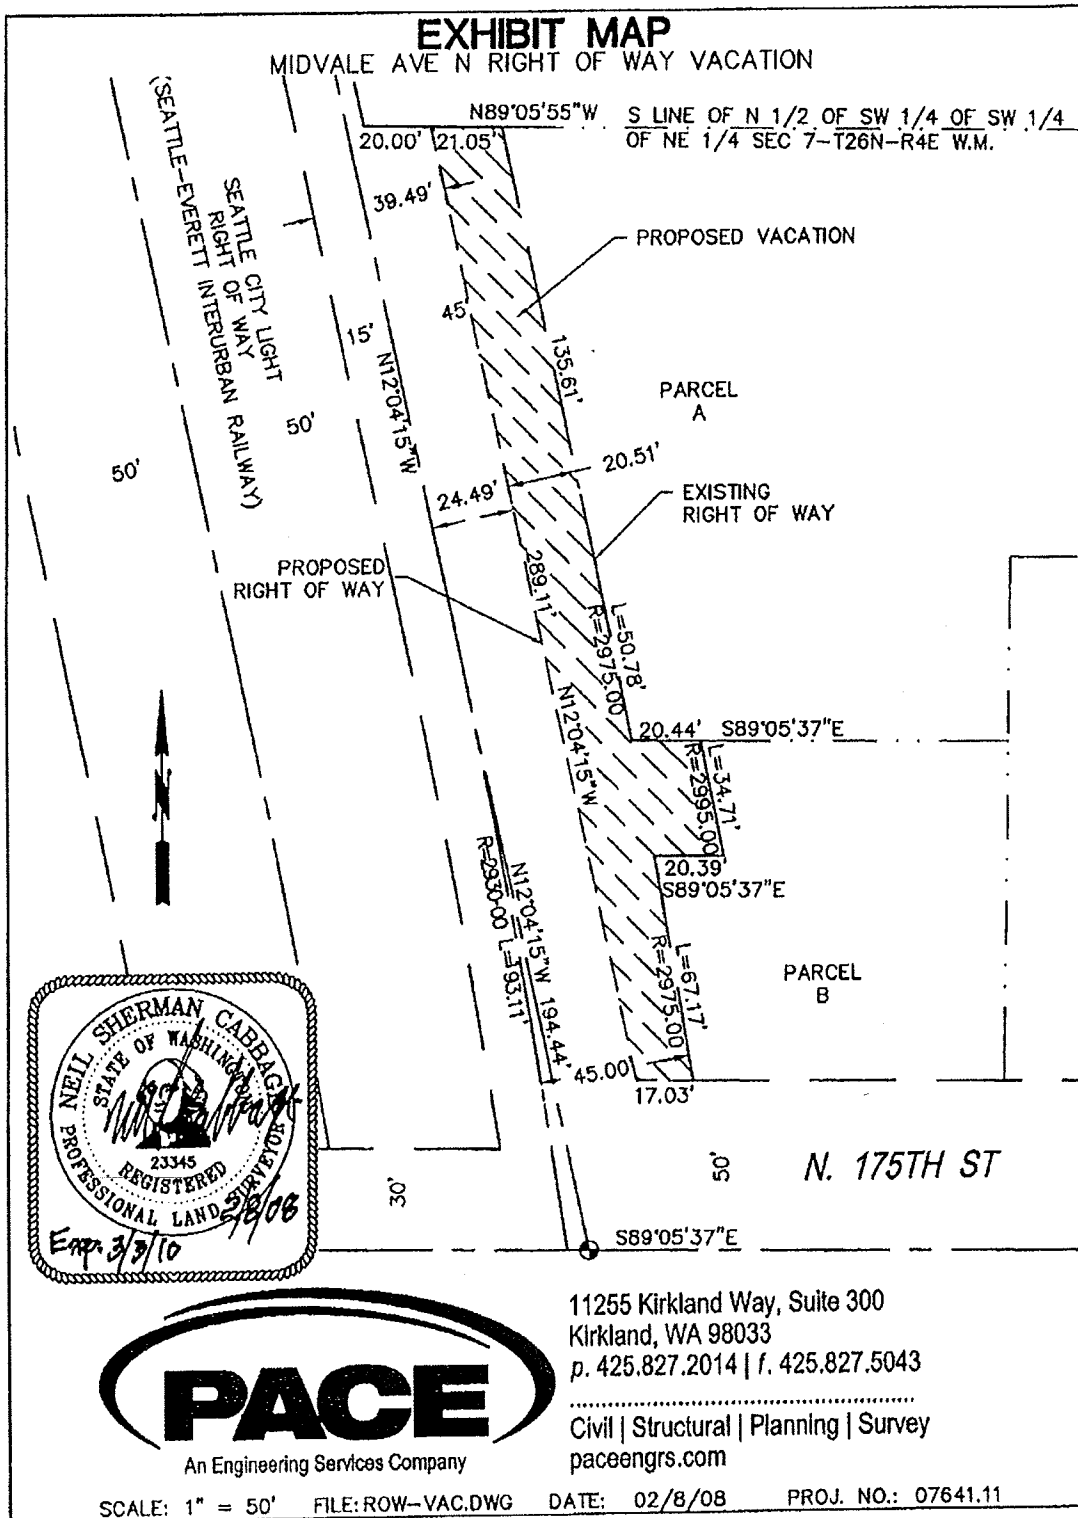 EXHIBIT MAP
MIDVALE AVE N RIGHT OF WAY VACATION
N89°05'55"W
S LINE OF N 1/2 OF SW 1/4 OF SW 1/4
OF NE 1/4 SEC 7-T26N-R4E W.M.
20.00'
21.05'
39.49'
(SEATTLE-EVERETT INTERURBAN RAILWAY)
SEATTLE CITY LIGHT
RIGHT OF WAY
PROPOSED VACATION
45'
15'
N12°04'15"W
135.61'
PARCEL
A
50'
50'
20.51'
24.49'
EXISTING
RIGHT OF WAY
PROPOSED
RIGHT OF WAY
289.11'
L=50.78'
R=2975.00
N12°04'15"W
20.44'
S89°05'37"E
L=34.71'
R=2995.00
N
20.39'
S89°05'37"E
N12°04'15"W 194.44'
R=2930.00 L=193.11'
L=67.17'
R=2975.00
PARCEL
B
45.00'
17.03'
NEIL SHERMAN CABBAGE
STATE OF WASHINGTON
23345
REGISTERED
PROFESSIONAL LAND SURVEYOR
2/8/08
Exp. 3/3/10
30'
50'
N. 175TH ST
S89°05'37"E
PACE
An Engineering Services Company
11255 Kirkland Way, Suite 300
Kirkland, WA 98033
p. 425.827.2014 | f. 425.827.5043
Civil | Structural | Planning | Survey
paceengrs.com
SCALE: 1" = 50' FILE: ROW-VAC.DWG DATE: 02/8/08 PROJ. NO.: 07641.11